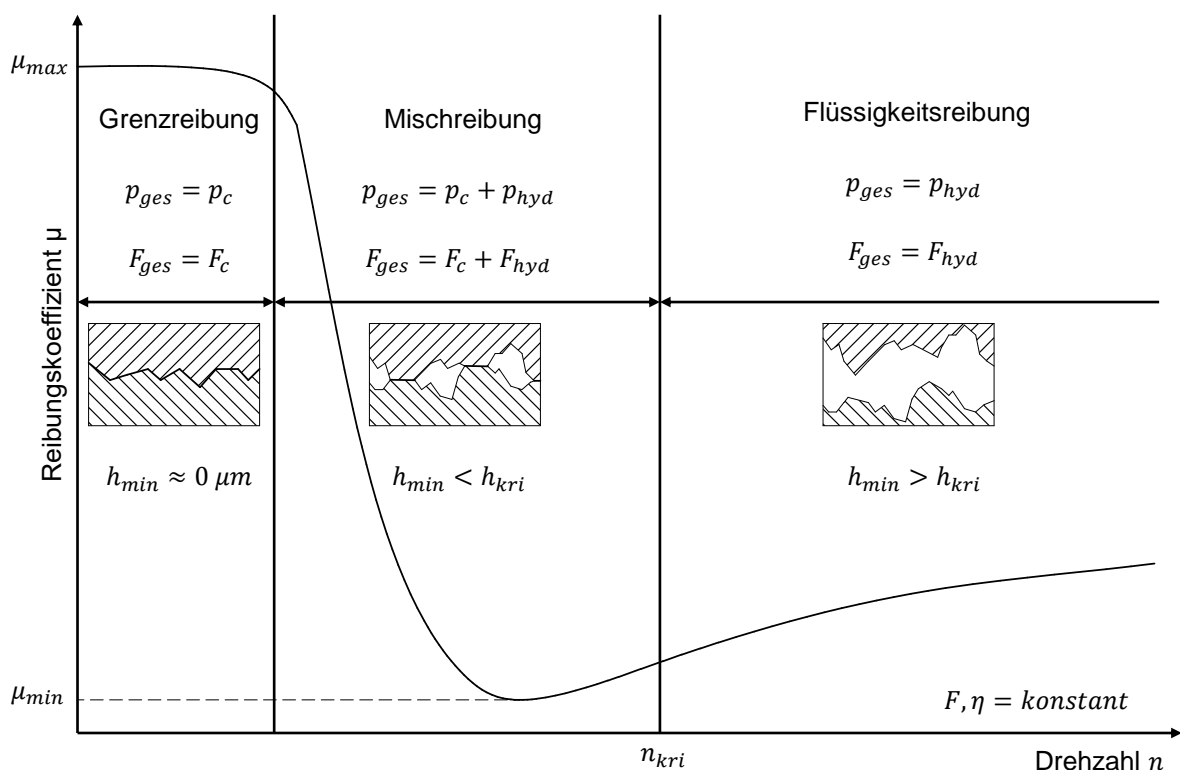 μ_max
Grenzreibung
Mischreibung
Flüssigkeitsreibung
p_ges = p_c
p_ges = p_c + p_hyd
p_ges = p_hyd
F_ges = F_c
F_ges = F_c + F_hyd
F_ges = F_hyd
Reibungskoeffizient μ
h_min ≈ 0 μm
h_min < h_kri
h_min > h_kri
μ_min
F, η = konstant
n_kri
Drehzahl n